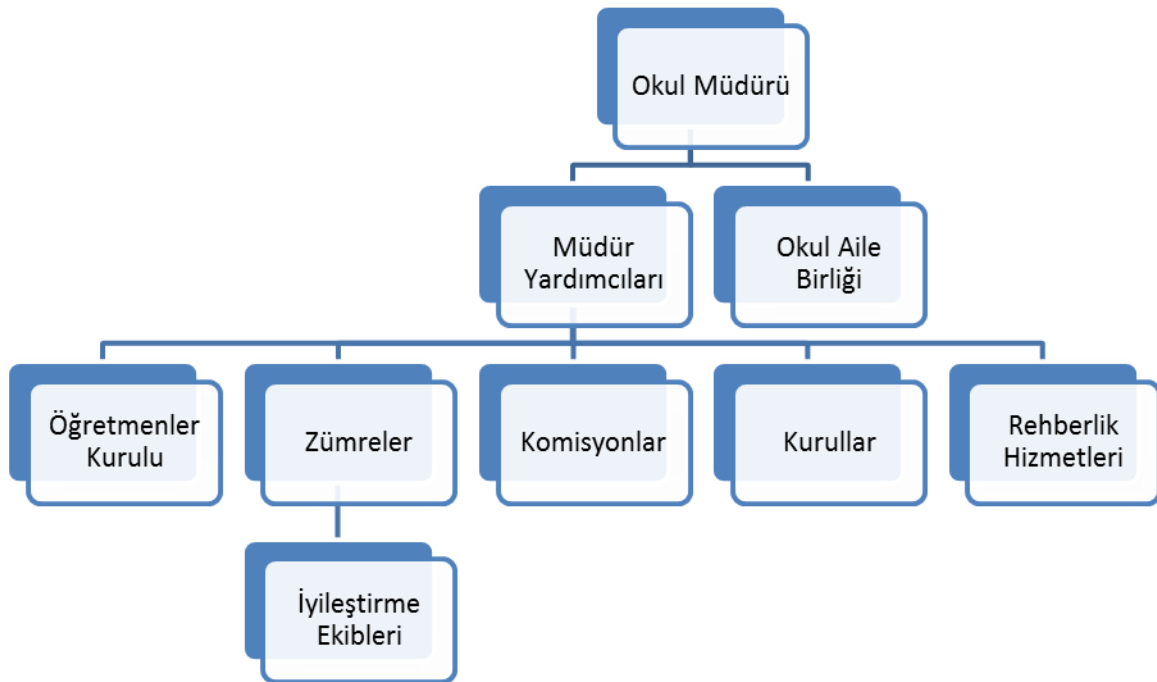 Okul Müdürü
Müdür
Yardımcıları
Okul Aile
Birliği
Öğretmenler
Kurulu
Zümreler
Komisyonlar
Kurullar
Rehberlik
Hizmetleri
İyileştirme
Ekibleri